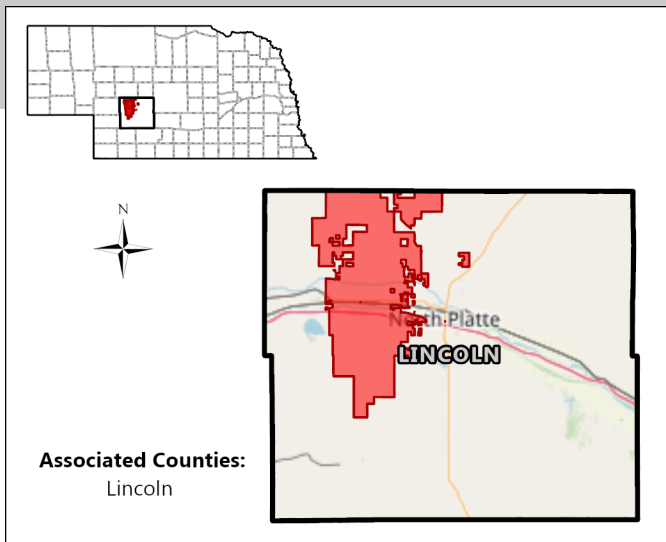 N
North Platte
LINCOLN
Associated Counties:
Lincoln